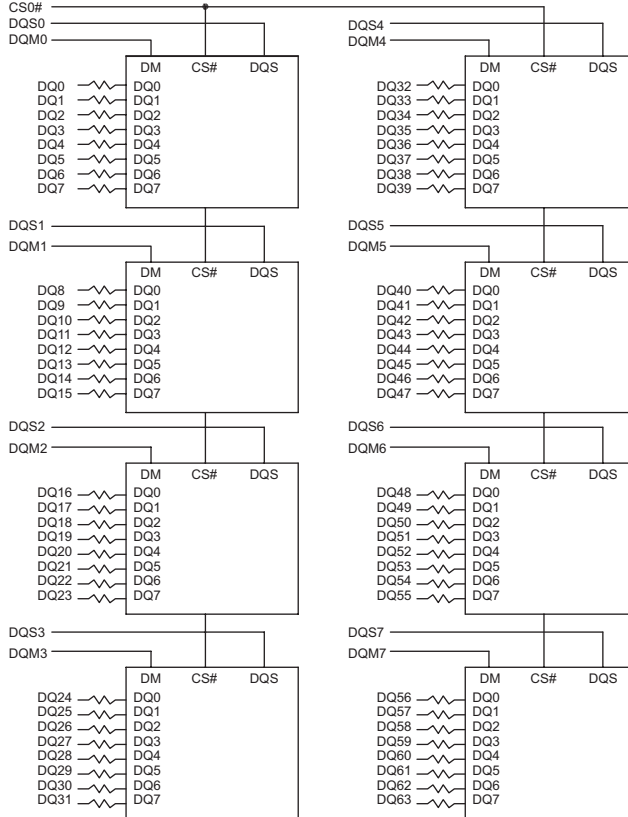 CS0#
DQS0
DQM0
DM CS# DQS
DQ0 DQ0
DQ1 DQ1
DQ2 DQ2
DQ3 DQ3
DQ4 DQ4
DQ5 DQ5
DQ6 DQ6
DQ7 DQ7
DQS1
DQM1
DM CS# DQS
DQ8 DQ0
DQ9 DQ1
DQ10 DQ2
DQ11 DQ3
DQ12 DQ4
DQ13 DQ5
DQ14 DQ6
DQ15 DQ7
DQS2
DQM2
DM CS# DQS
DQ16 DQ0
DQ17 DQ1
DQ18 DQ2
DQ19 DQ3
DQ20 DQ4
DQ21 DQ5
DQ22 DQ6
DQ23 DQ7
DQS3
DQM3
DM CS# DQS
DQ24 DQ0
DQ25 DQ1
DQ26 DQ2
DQ27 DQ3
DQ28 DQ4
DQ29 DQ5
DQ30 DQ6
DQ31 DQ7
DQS4
DQM4
DM CS# DQS
DQ32 DQ0
DQ33 DQ1
DQ34 DQ2
DQ35 DQ3
DQ36 DQ4
DQ37 DQ5
DQ38 DQ6
DQ39 DQ7
DQS5
DQM5
DM CS# DQS
DQ40 DQ0
DQ41 DQ1
DQ42 DQ2
DQ43 DQ3
DQ44 DQ4
DQ45 DQ5
DQ46 DQ6
DQ47 DQ7
DQS6
DQM6
DM CS# DQS
DQ48 DQ0
DQ49 DQ1
DQ50 DQ2
DQ51 DQ3
DQ52 DQ4
DQ53 DQ5
DQ54 DQ6
DQ55 DQ7
DQS7
DQM7
DM CS# DQS
DQ56 DQ0
DQ57 DQ1
DQ58 DQ2
DQ59 DQ3
DQ60 DQ4
DQ61 DQ5
DQ62 DQ6
DQ63 DQ7